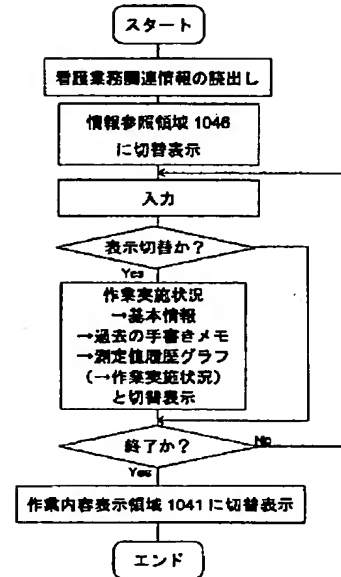 スタート
看護業務関連情報の読出し
情報参照領域 1046
に切替表示
入力
表示切替か？
Yes
作業実施状況
→基本情報
→過去の手書きメモ
→測定値履歴グラフ
（→作業実施状況）
と切替表示
終了か？
No
Yes
作業内容表示領域 1041 に切替表示
エンド